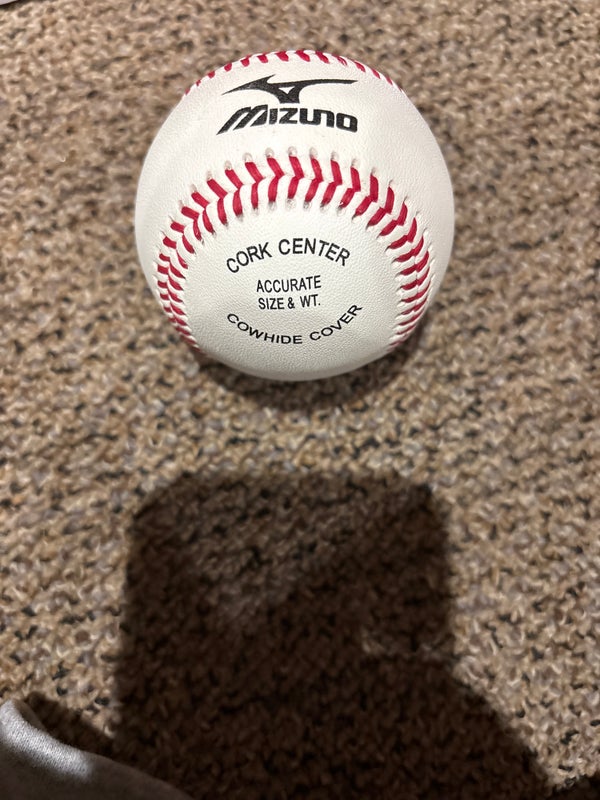 MIZUNO
CORK CENTER
ACCURATE
SIZE & WT.
COWHIDE COVER